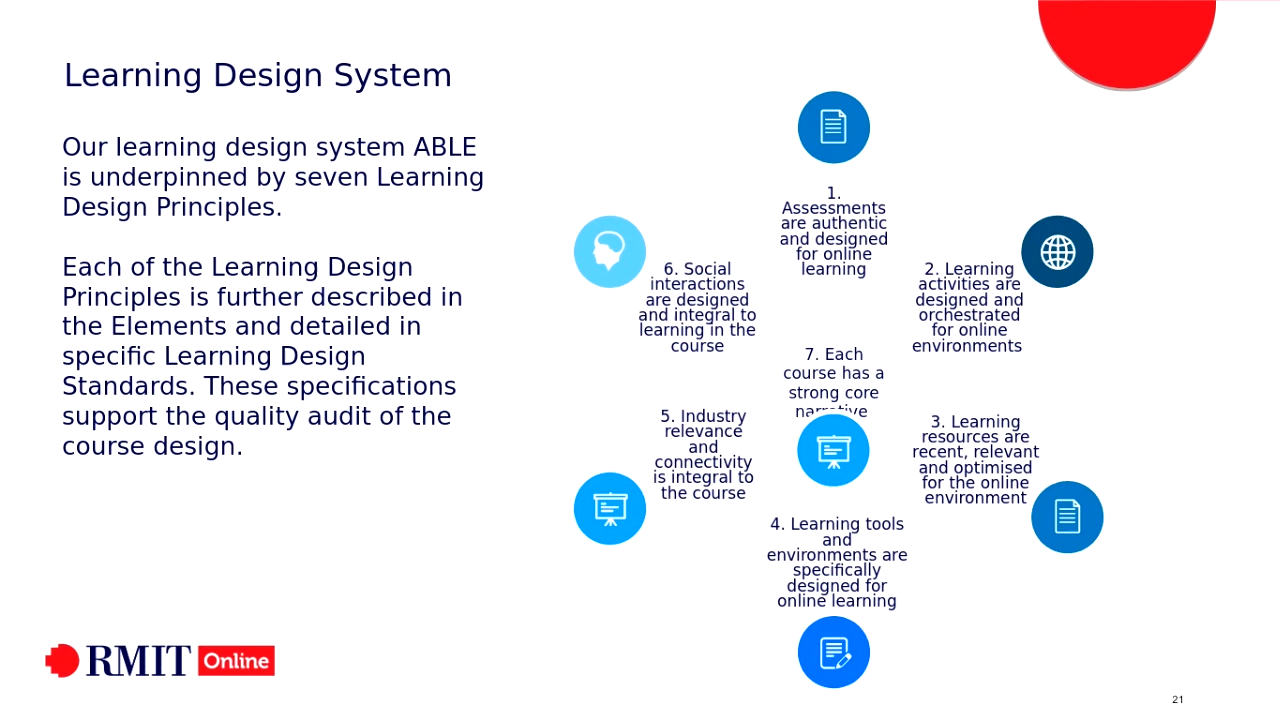 Learning Design System
Our learning design system ABLE
is underpinned by seven Learning
Design Principles.
Each of the Learning Design
Principles is further described in
the Elements and detailed in
specific Learning Design
Standards. These specifications
support the quality audit of the
course design.
1.
Assessments
are authentic
and designed
for online
learning
2. Learning
activities are
designed and
orchestrated
for online
environments
3. Learning
resources are
recent, relevant
and optimised
for the online
environment
4. Learning tools
and
environments are
specifically
designed for
online learning
5. Industry
relevance
and
connectivity
is integral to
the course
6. Social
interactions
are designed
and integral to
learning in the
course
7. Each
course has a
strong core
narrative
RMIT Online
21